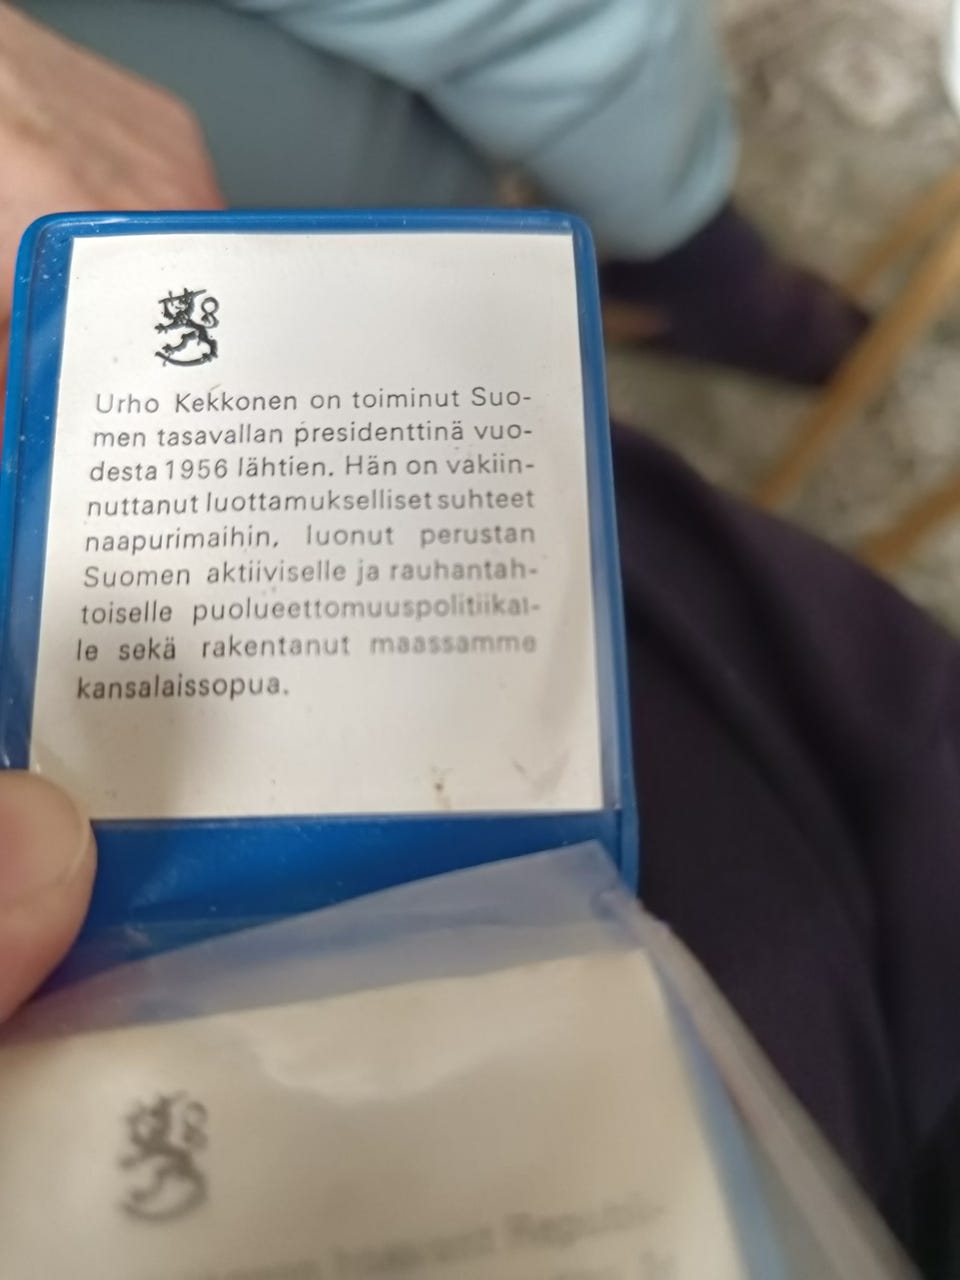 Urho Kekkonen on toiminut Suo-
men tasavallan presidenttinä vuo-
desta 1956 lähtien. Hän on vakiin-
nuttanut luottamukselliset suhteet
naapurimaihin, luonut perustan
Suomen aktiiviselle ja rauhantah-
toiselle puolueettomuuspolitiikal-
le sekä rakentanut maassamme
kansalaissopua.